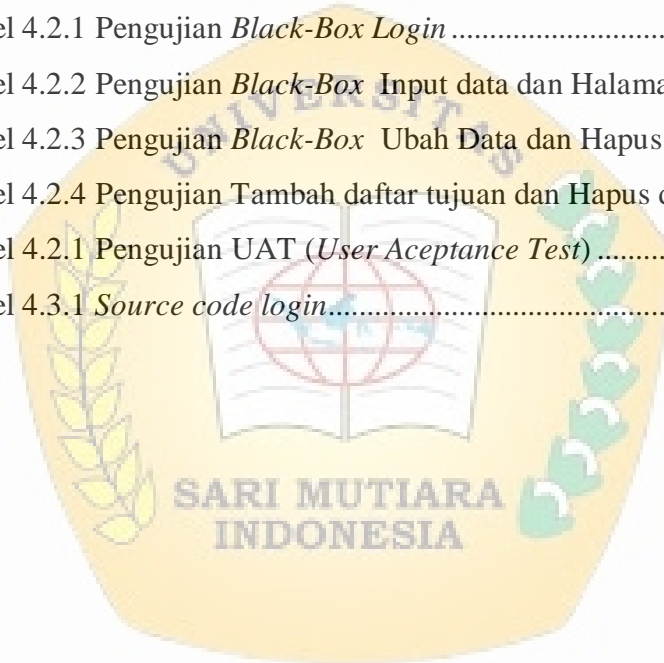 el 4.2.1 Pengujian Black-Box Login ........................
el 4.2.2 Pengujian Black-Box Input data dan Halama
el 4.2.3 Pengujian Black-Box Ubah Data dan Hapus
el 4.2.4 Pengujian Tambah daftar tujuan dan Hapus d
el 4.2.1 Pengujian UAT (User Aceptance Test) .........
el 4.3.1 Source code login............................................
UNIVERSITAS
SARI MUTIARA
INDONESIA